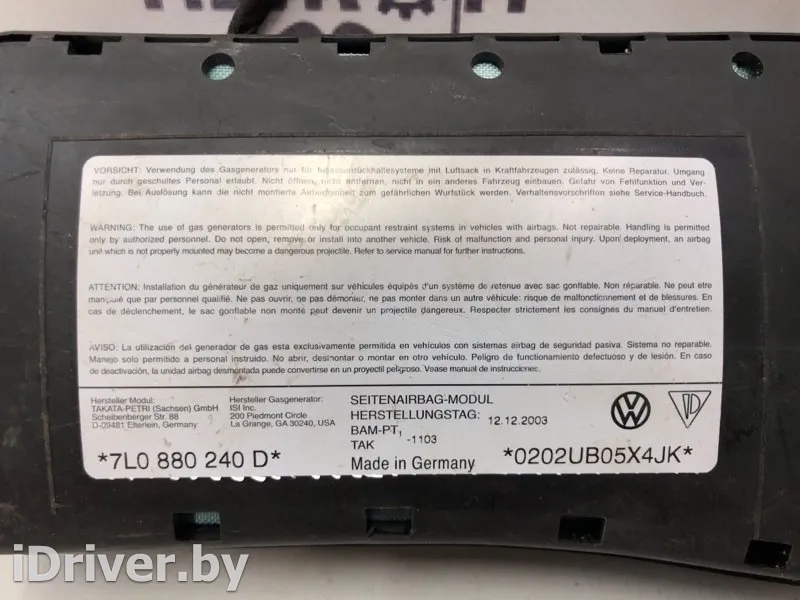 VORSICHT: Verwendung des Gasgenerators nur für Insassenrückhaltesysteme mit Luftsack in Kraftfahrzeugen zulässig, Keine Reparatur. Umgang
nur durch geschultes Personal erlaubt. Nicht öffnen, nicht entfernen, nicht in ein anderes Fahrzeug einbauen. Gefahr von Fehlfunktion und Ver-
letzung. Bei Auslösung kann die nicht montierte Airbageinheit zum gefährlichen Wurfstück werden. Verhaltensvorschriften siehe Service-Handbuch.
WARNING: The use of gas generators is permitted only for occupant restraint systems in vehicles with airbags. Not repairable. Handling is permitted
only by authorized personnel. Do not open, remove or install into another vehicle. Risk of malfunction and personal injury. Upon deployment, an airbag
unit which is not properly mounted may become a dangerous projectile. Refer to service manual for further instructions.
ATTENTION: Installation du générateur de gaz uniquement sur véhicules équipés d'un système de retenue avec sac gonflable. Non réparable. Ne peut être
manipulé que par personnel qualifié. Ne pas ouvrir, ne pas démonier, ne pas monter dans un autre véhicule: risque de malfonctionnement et de blessures. En
cas de déclenchement, le sac gonflable non monté peut devenir un projectile dangereux. Respecter strictement les consignes du manuel d'entretien.
AVISO: La utilización del generador de gas esta exclusivamente permitida en vehículos con sistemas airbag de seguridad pasiva. Sistema no reparable.
Manejo solo permitido a personal instruido. No abrir, desmontar o montar en otro vehículo. Peligro de funcionamiento defectuoso y de lesión. En caso
de deactivación, la unidad airbag desmontada puede convertirse en un proyectil peligroso. Vease manual de instrucciones.
Hersteller Modul:
TAKATA-PETRI (Sachsen) GmbH
Scheibenberger Str. 88
D-09481 Elterlein, Germany
Hersteller Gasgenerator:
ISI Inc.
200 Piedmont Circle
La Grange, GA 30240, USA
SEITENAIRBAG-MODUL
HERSTELLUNGSTAG: 12.12.2003
BAM-PT1
TAK -1103
Made in Germany
*7L0 880 240 D*
*0202UB05X4JK*
iDriver.by